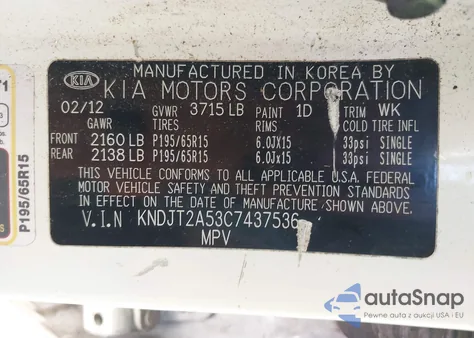 MANUFACTURED IN KOREA BY
KIA KIA MOTORS CORPORATION
02/12 GVWR 3715 LB PAINT 1D TRIM WK
GAWR TIRES RIMS COLD TIRE INFL
FRONT 2160 LB P195/65R15 6.0JX15 33psi SINGLE
REAR 2138 LB P195/65R15 6.0JX15 33psi SINGLE
THIS VEHICLE CONFORMS TO ALL APPLICABLE U.S.A. FEDERAL
MOTOR VEHICLE SAFETY AND THEFT PREVENTION STANDARDS
IN EFFECT ON THE DATE OF MANUFACTURE SHOWN ABOVE.
V.I.N KNDJT2A53C7437536
MPV
P195/65R15
71
autoSnap
Pewne auta z aukcji USA i EU